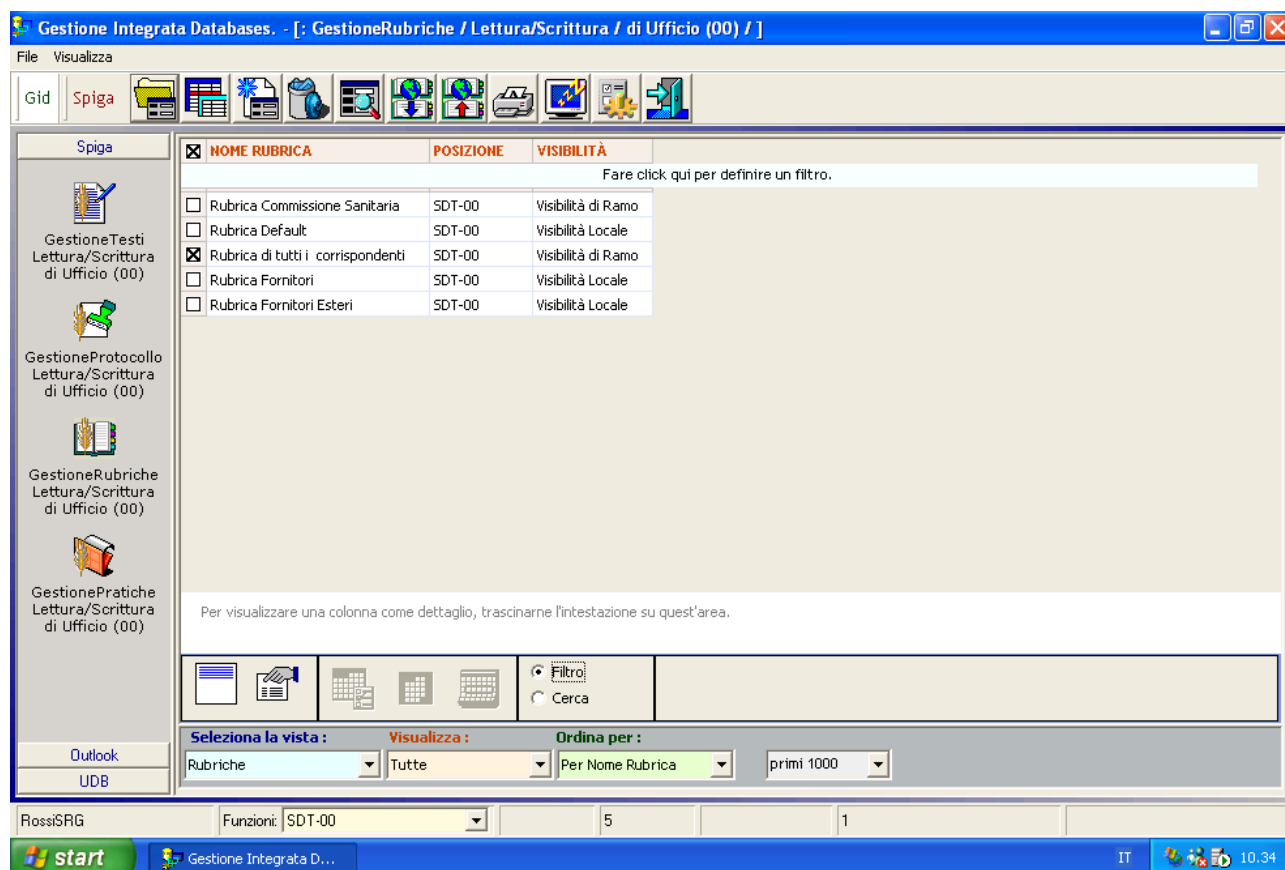 Gestione Integrata Databases. - [: GestioneRubriche / Lettura/Scrittura / di Ufficio (00) / ]
File Visualizza
Gid Spiga
Spiga
GestioneTesti
Lettura/Scrittura
di Ufficio (00)
GestioneProtocollo
Lettura/Scrittura
di Ufficio (00)
GestioneRubriche
Lettura/Scrittura
di Ufficio (00)
GestionePratiche
Lettura/Scrittura
di Ufficio (00)
Outlook
UDB
NOME RUBRICA POSIZIONE VISIBILITÀ
Fare click qui per definire un filtro.
Rubrica Commissione Sanitaria SDT-00 Visibilità di Ramo
Rubrica Default SDT-00 Visibilità Locale
Rubrica di tutti i corrispondenti SDT-00 Visibilità di Ramo
Rubrica Fornitori SDT-00 Visibilità Locale
Rubrica Fornitori Esteri SDT-00 Visibilità Locale
Per visualizzare una colonna come dettaglio, trascinarne l'intestazione su quest'area.
Filtro
Cerca
Seleziona la vista : Visualizza : Ordina per :
Rubriche Tutte Per Nome Rubrica primi 1000
RossiSRG Funzioni: SDT-00 5 1
start Gestione Integrata D... IT 10.34